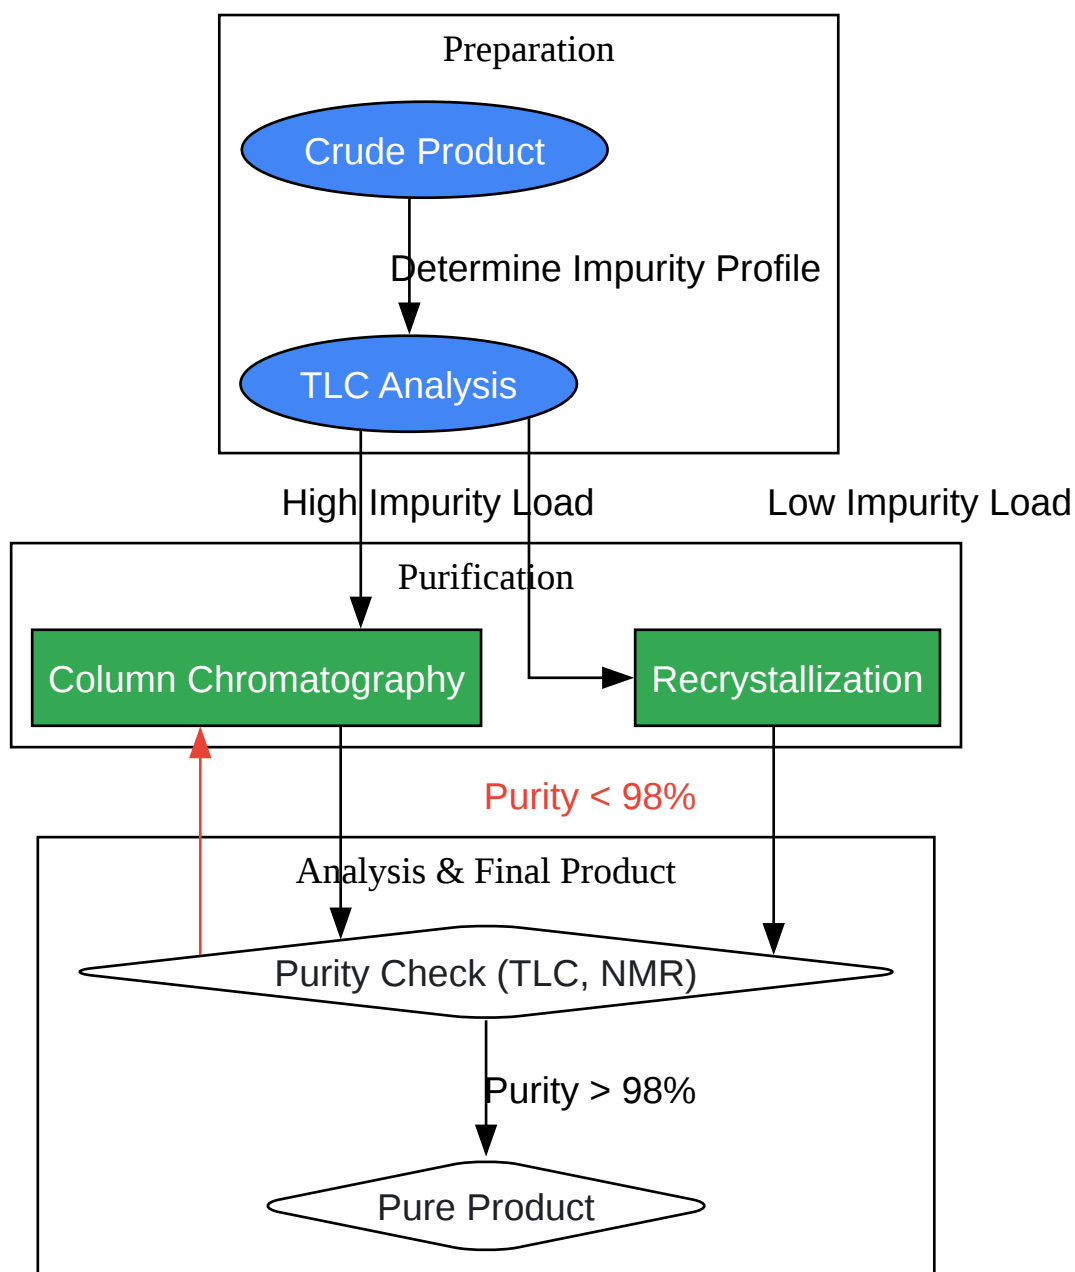 Preparation
Crude Product
Determine Impurity Profile
TLC Analysis
High Impurity Load
Low Impurity Load
Purification
Column Chromatography
Recrystallization
Purity < 98%
Analysis & Final Product
Purity Check (TLC, NMR)
Purity > 98%
Pure Product